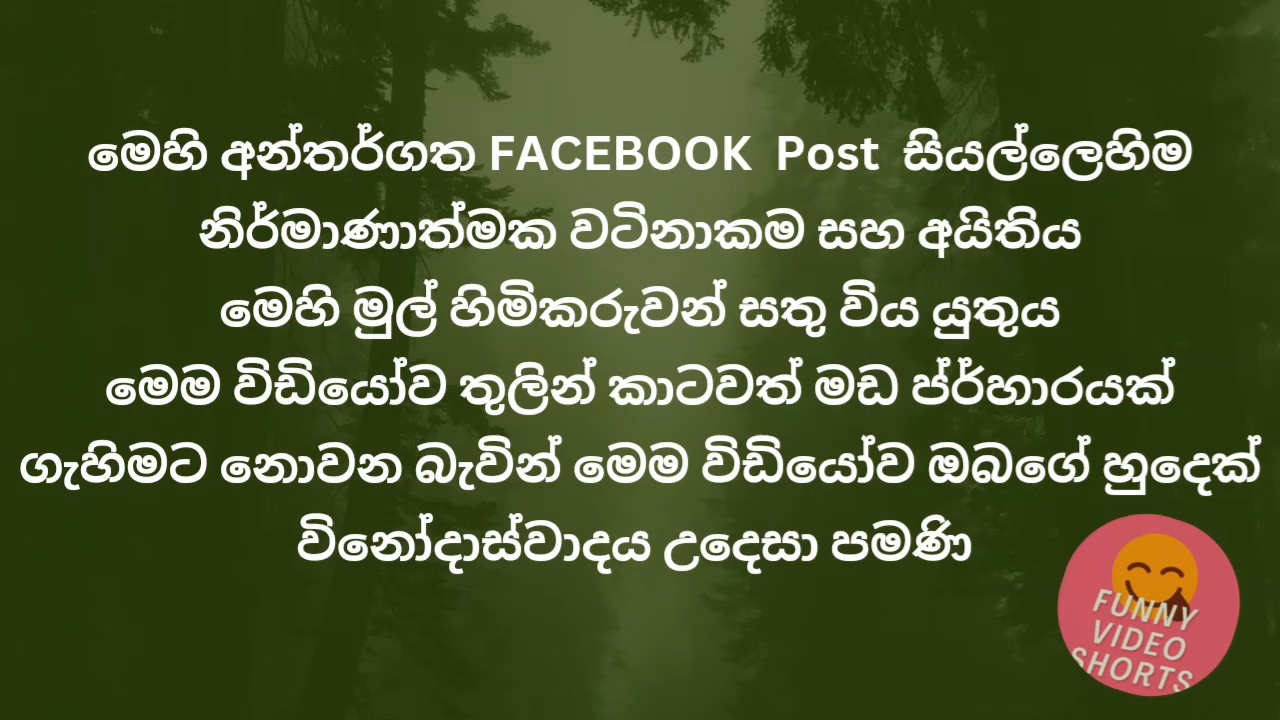 මෙහි අන්තර්ගත FACEBOOK Post සියල්ලෙහිම
නිර්මාණාත්මක වටිනාකම සහ අයිතිය
මෙහි මුල් හිමිකරුවන් සතු විය යුතුය
මෙම විඩියෝව තුලින් කාටවත් මඩ ප්ර්හාරයක්
ගැහිමට නොවන බැවින් මෙම විඩියෝව ඔබගේ හුදෙක්
විනෝදාස්වාදය උදෙසා පමණි
FUNNY
VIDEO
SHORTS